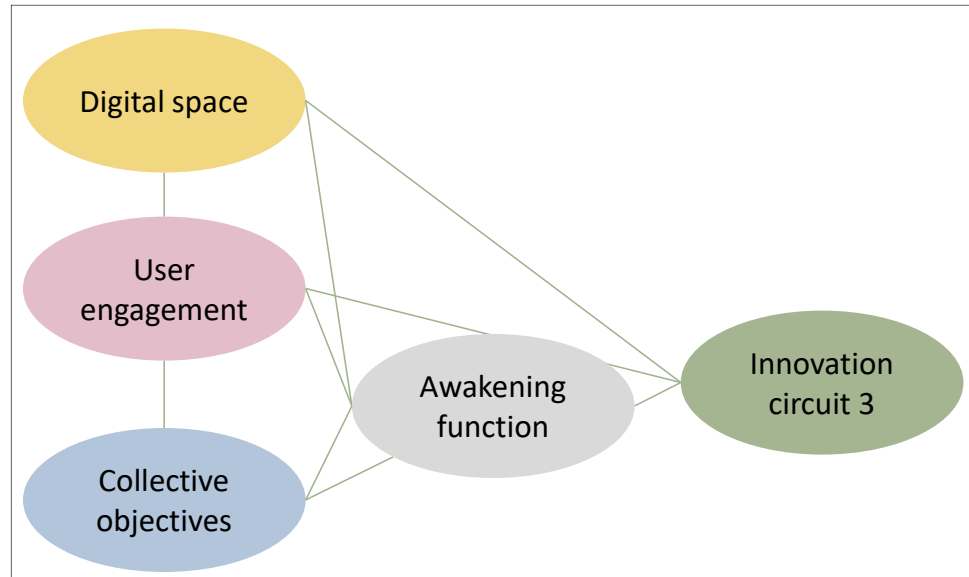 Digital space
User
engagement
Collective
objectives
Awakening
function
Innovation
circuit 3